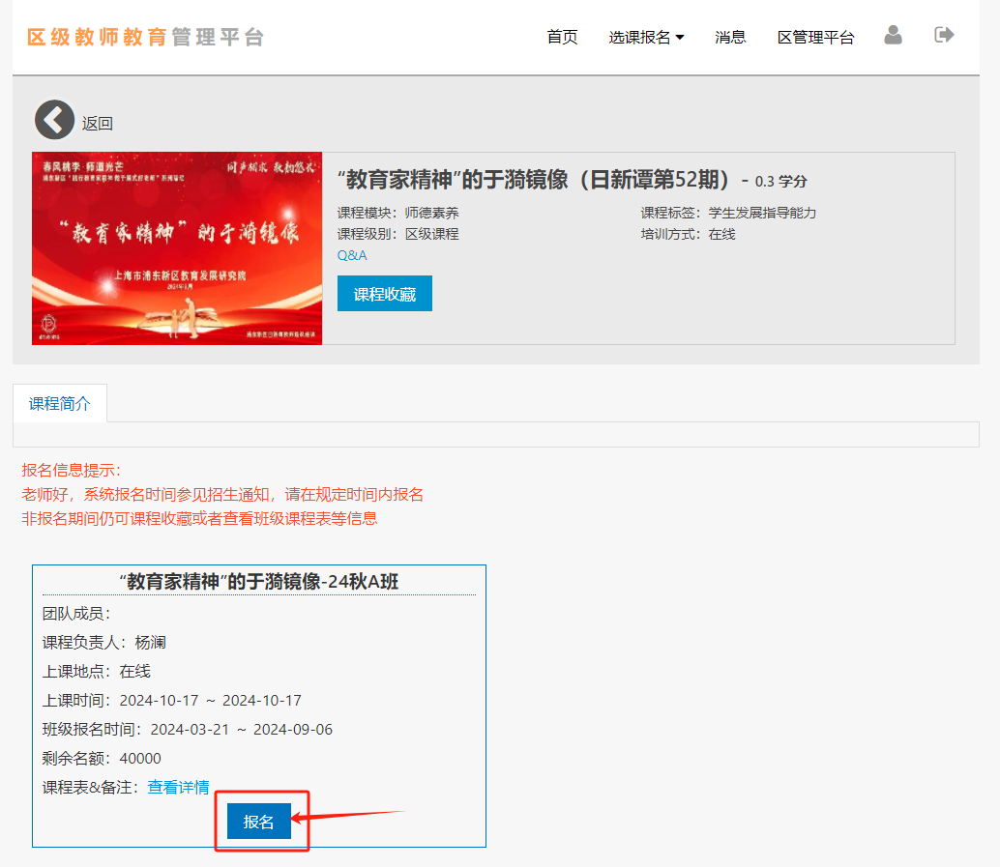 区级教师教育管理平台
首页 选课报名 消息 区管理平台
返回
春风桃李·师道光芒
同声相求 教韵悠长
“教育家精神”的于漪镜像
上海市浦东新区教育发展研究院
“教育家精神”的于漪镜像（日新谭第52期）- 0.3 学分
课程模块：师德素养 课程标签：学生发展指导能力
课程级别：区级课程 培训方式：在线
Q&A
课程收藏
课程简介
报名信息提示：
老师好，系统报名时间参见招生通知，请在规定时间内报名
非报名期间仍可课程收藏或者查看班级课程表等信息
“教育家精神”的于漪镜像-24秋A班
团队成员：
课程负责人：杨澜
上课地点：在线
上课时间：2024-10-17 ~ 2024-10-17
班级报名时间：2024-03-21 ~ 2024-09-06
剩余名额：40000
课程表&备注：查看详情
报名